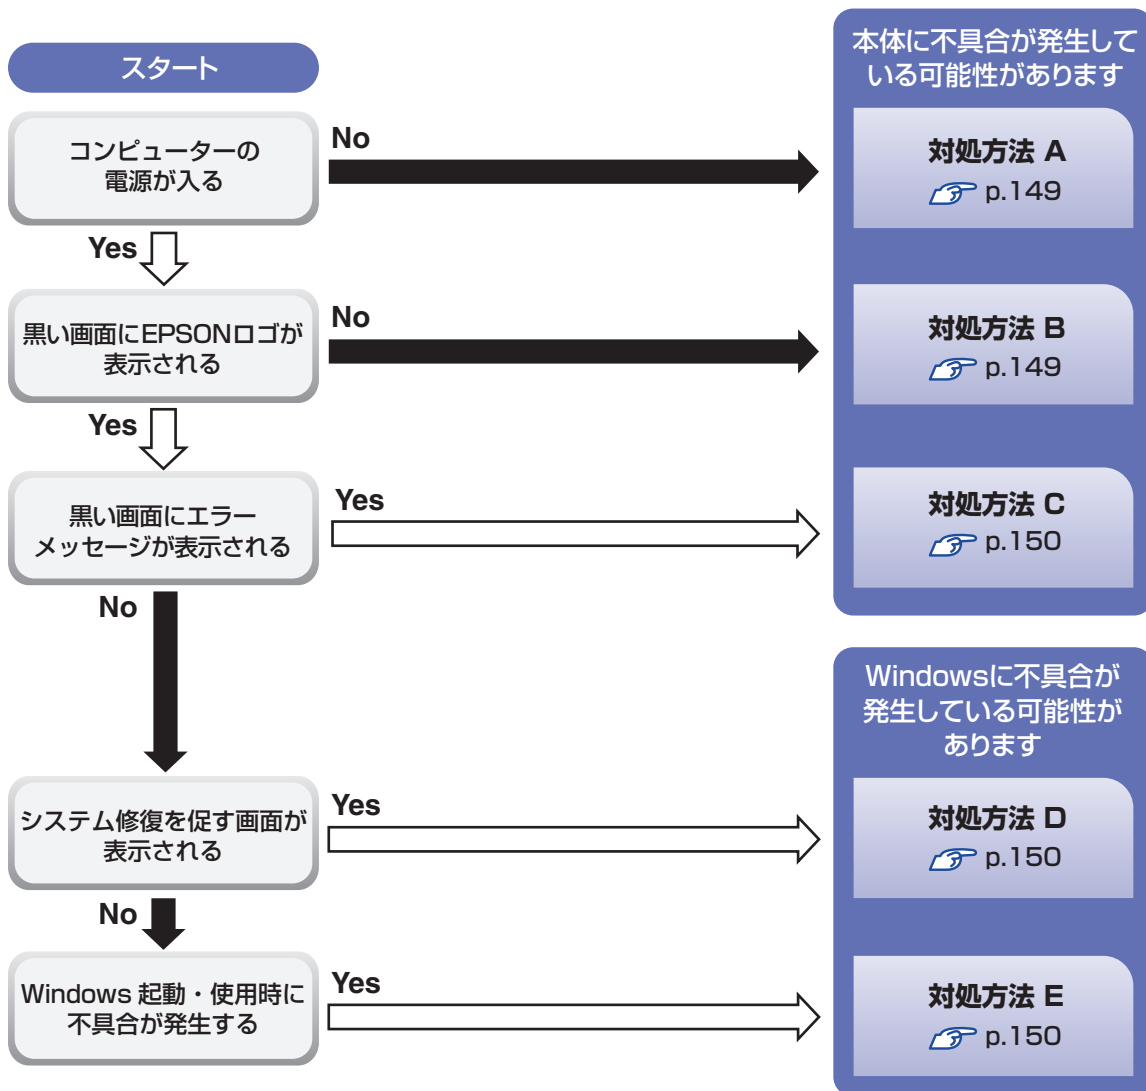 スタート
コンピューターの
電源が入る
No
Yes
黒い画面にEPSONロゴが
表示される
No
Yes
黒い画面にエラー
メッセージが表示される
Yes
No
システム修復を促す画面が
表示される
Yes
No
Windows 起動・使用時に
不具合が発生する
Yes
本体に不具合が発生して
いる可能性があります
対処方法 A
p.149
対処方法 B
p.149
対処方法 C
p.150
Windowsに不具合が
発生している可能性が
あります
対処方法 D
p.150
対処方法 E
p.150